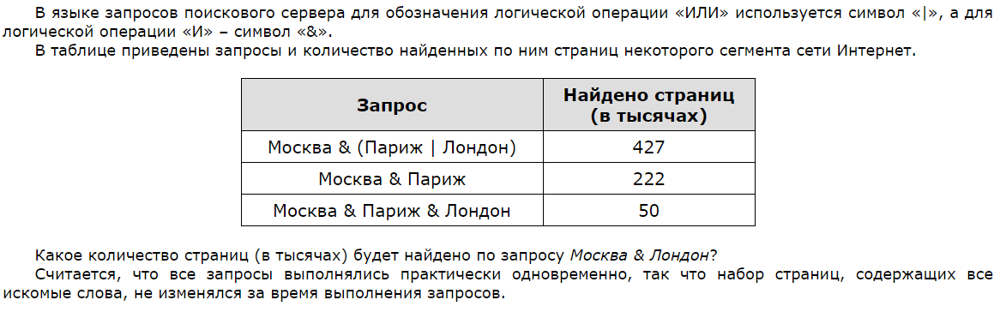 В языке запросов поискового сервера для обозначения логической операции «ИЛИ» используется символ «|», а для
логической операции «И» – символ «&».
В таблице приведены запросы и количество найденных по ним страниц некоторого сегмента сети Интернет.
Запрос
Найдено страниц
(в тысячах)
Москва & (Париж | Лондон)
427
Москва & Париж
222
Москва & Париж & Лондон
50
Какое количество страниц (в тысячах) будет найдено по запросу Москва & Лондон?
Считается, что все запросы выполнялись практически одновременно, так что набор страниц, содержащих все
искомые слова, не изменялся за время выполнения запросов.